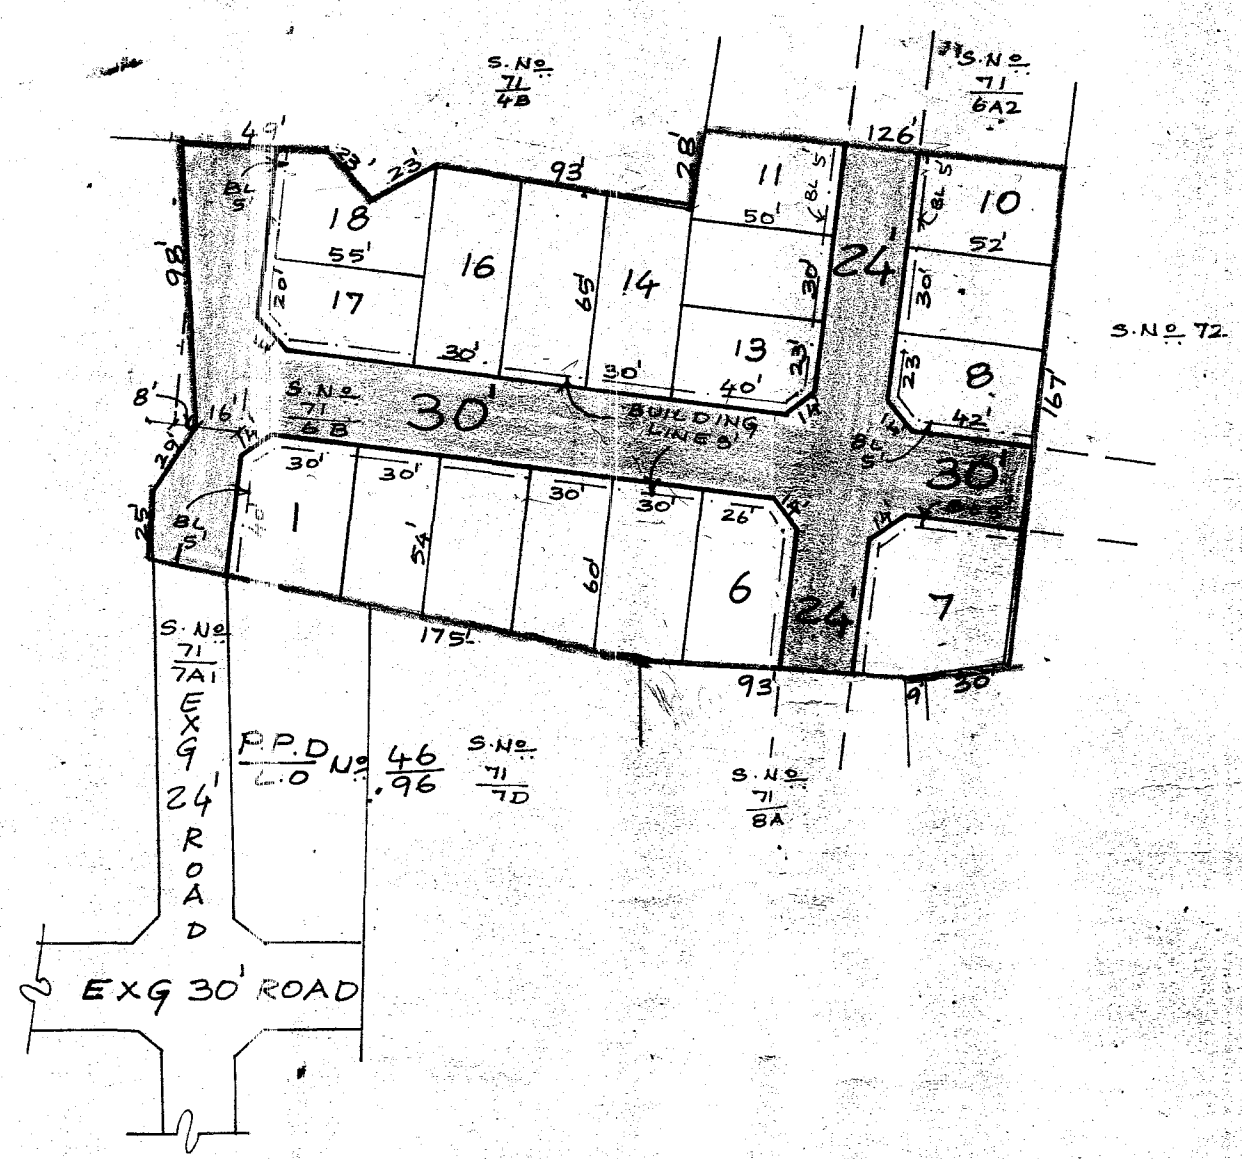 S.No
71
4B
S.No
71
6A2
49'
23'
23'
93'
28'
126'
BL
5'
11
BL 5'
BL 5'
10
18
50'
52'
98'
55'
16
65'
14
24'
30'
30'
20'
17
S.No 72
14'
30'
30'
13
23'
23
8
40'
14'
42'
167'
8'
16'
S.No
71
6B
30'
BUILDING
LINE 5'
14'
BL
5'
30'
29'
14'
30'
30'
30'
30'
26'
14'
14'
25'
BL
5'
1
54'
60'
6
24'
7
175'
93'
9'
30'
S.No
71
7A1
EXG
24'
ROAD
P.P.D
L.O
No
46
96
S.No
71
7D
S.No
71
8A
EXG 30' ROAD